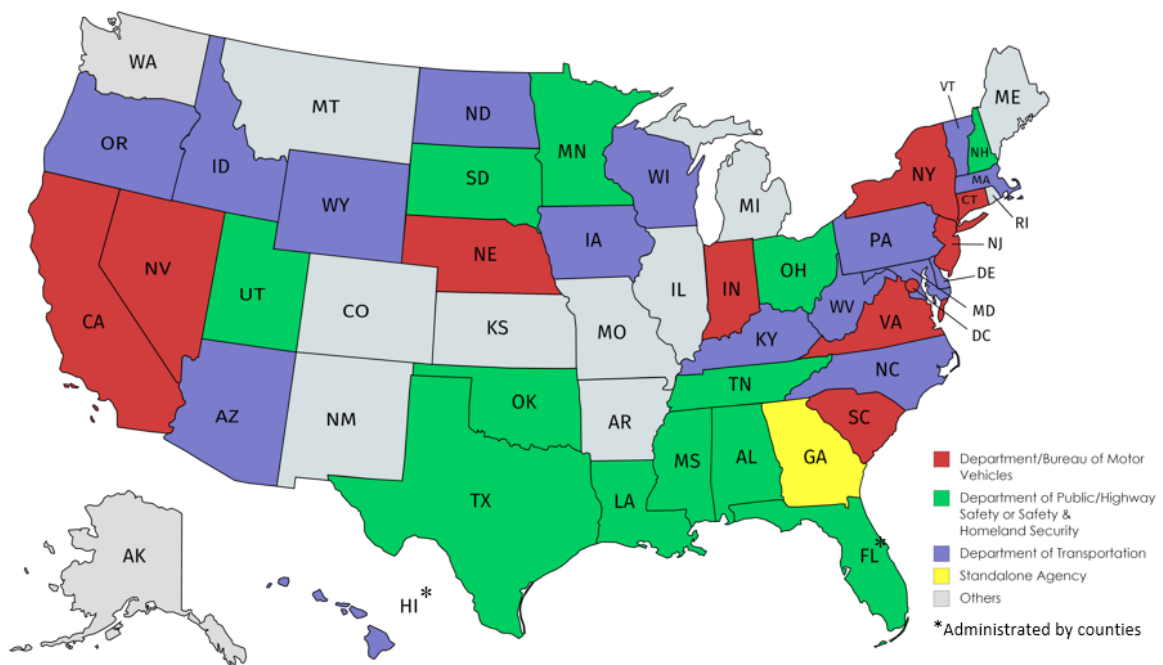 WA
VT
ME
MT
ND
OR
MN
ID
NH
SD
WI
NY
MA
WY
MI
CT
RI
IA
PA
NE
NJ
NV
OH
DE
UT
IL
IN
CO
WV
MD
CA
KS
MO
VA
DC
KY
NC
TN
OK
AZ
NM
AR
SC
MS
AL
GA
TX
LA
AK
FL*
HI*
Department/Bureau of Motor
Vehicles
Department of Public/Highway
Safety or Safety &
Homeland Security
Department of Transportation
Standalone Agency
Others
*Administrated by counties